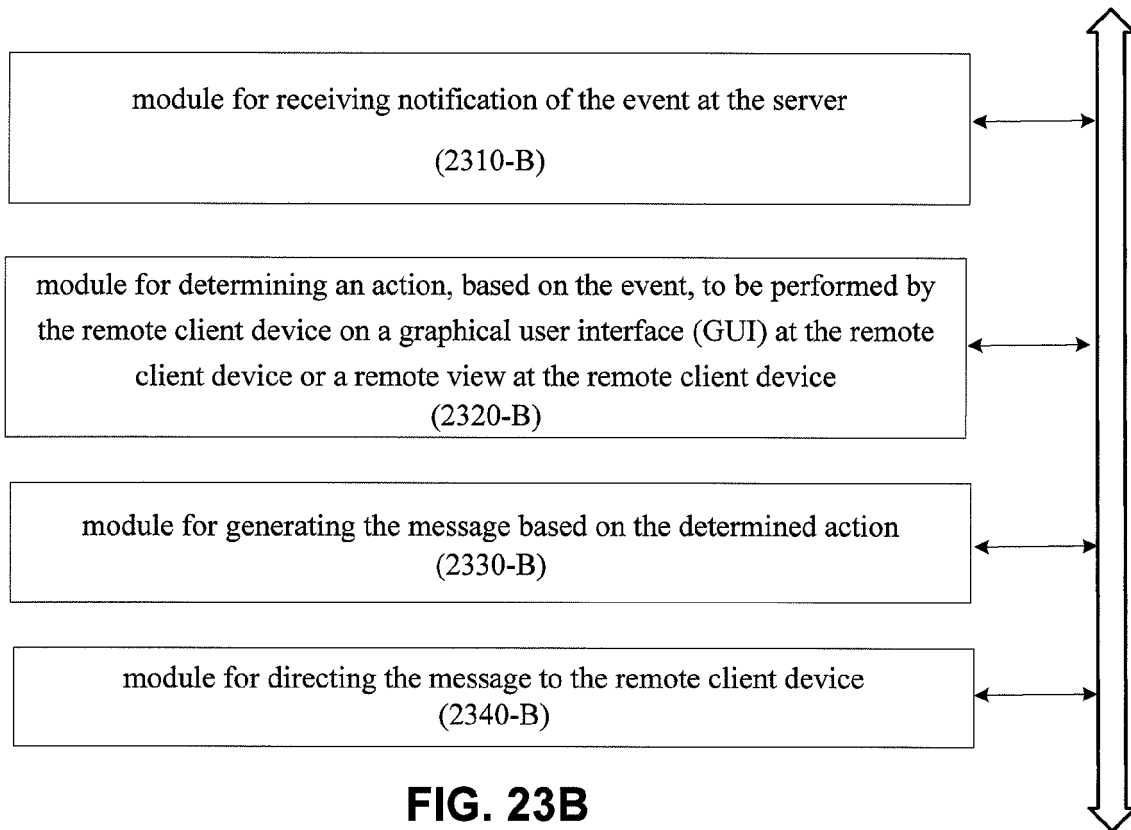 module for receiving notification of the event at the server
(2310-B)
module for determining an action, based on the event, to be performed by
the remote client device on a graphical user interface (GUI) at the remote
client device or a remote view at the remote client device
(2320-B)
module for generating the message based on the determined action
(2330-B)
module for directing the message to the remote client device
(2340-B)
FIG. 23B